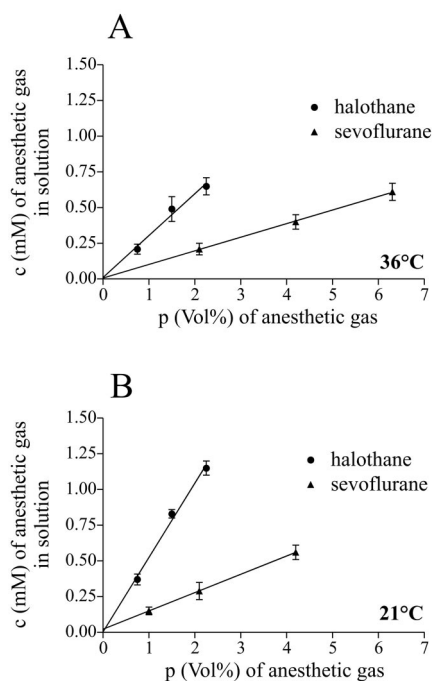 A
c (mM) of anesthetic gas
in solution
1.50
1.25
1.00
0.75
0.50
0.25
0.00
halothane
sevoflurane
36°C
0 1 2 3 4 5 6 7
p (Vol%) of anesthetic gas
B
c (mM) of anesthetic gas
in solution
1.50
1.25
1.00
0.75
0.50
0.25
0.00
halothane
sevoflurane
21°C
0 1 2 3 4 5 6 7
p (Vol%) of anesthetic gas